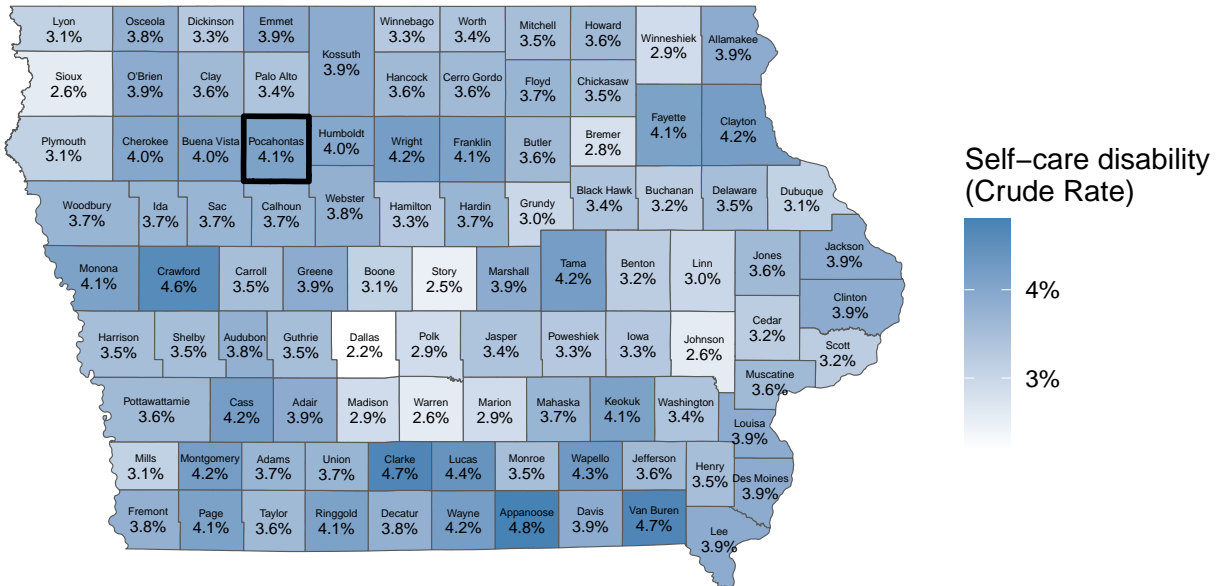 Lyon
3.1%
Osceola
3.8%
Dickinson
3.3%
Emmet
3.9%
Kossuth
3.9%
Winnebago
3.3%
Worth
3.4%
Mitchell
3.5%
Howard
3.6%
Winneshiek
2.9%
Allamakee
3.9%
Sioux
2.6%
O'Brien
3.9%
Clay
3.6%
Palo Alto
3.4%
Hancock
3.6%
Cerro Gordo
3.6%
Floyd
3.7%
Chickasaw
3.5%
Fayette
4.1%
Clayton
4.2%
Plymouth
3.1%
Cherokee
4.0%
Buena Vista
4.0%
Pocahontas
4.1%
Humboldt
4.0%
Wright
4.2%
Franklin
4.1%
Butler
3.6%
Bremer
2.8%
Woodbury
3.7%
Ida
3.7%
Sac
3.7%
Calhoun
3.7%
Webster
3.8%
Hamilton
3.3%
Hardin
3.7%
Grundy
3.0%
Black Hawk
3.4%
Buchanan
3.2%
Delaware
3.5%
Dubuque
3.1%
Monona
4.1%
Crawford
4.6%
Carroll
3.5%
Greene
3.9%
Boone
3.1%
Story
2.5%
Marshall
3.9%
Tama
4.2%
Benton
3.2%
Linn
3.0%
Jones
3.6%
Jackson
3.9%
Clinton
3.9%
Harrison
3.5%
Shelby
3.5%
Audubon
3.8%
Guthrie
3.5%
Dallas
2.2%
Polk
2.9%
Jasper
3.4%
Poweshiek
3.3%
Iowa
3.3%
Johnson
2.6%
Cedar
3.2%
Scott
3.2%
Muscatine
3.6%
Pottawattamie
3.6%
Cass
4.2%
Adair
3.9%
Madison
2.9%
Warren
2.6%
Marion
2.9%
Mahaska
3.7%
Keokuk
4.1%
Washington
3.4%
Louisa
3.9%
Mills
3.1%
Montgomery
4.2%
Adams
3.7%
Union
3.7%
Clarke
4.7%
Lucas
4.4%
Monroe
3.5%
Wapello
4.3%
Jefferson
3.6%
Henry
3.5%
Des Moines
3.9%
Fremont
3.8%
Page
4.1%
Taylor
3.6%
Ringgold
4.1%
Decatur
3.8%
Wayne
4.2%
Appanoose
4.8%
Davis
3.9%
Van Buren
4.7%
Lee
3.9%
Self−care disability
(Crude Rate)
4%
3%